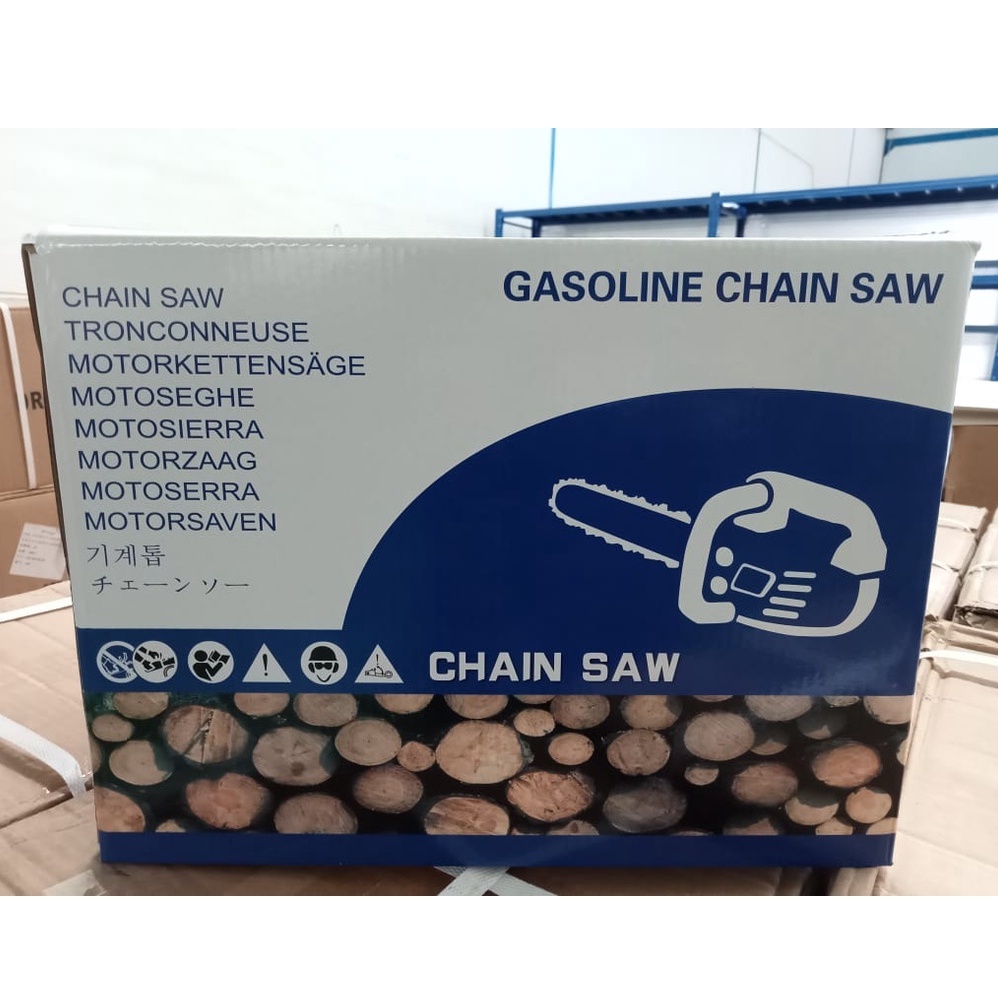 GASOLINE CHAIN SAW
CHAIN SAW
TRONCONNEUSE
MOTORKETTENSÄGE
MOTOSEGHE
MOTOSIERRA
MOTORZAAG
MOTOSERRA
MOTORSAVEN
기계톱
チェーンソー
CHAIN SAW